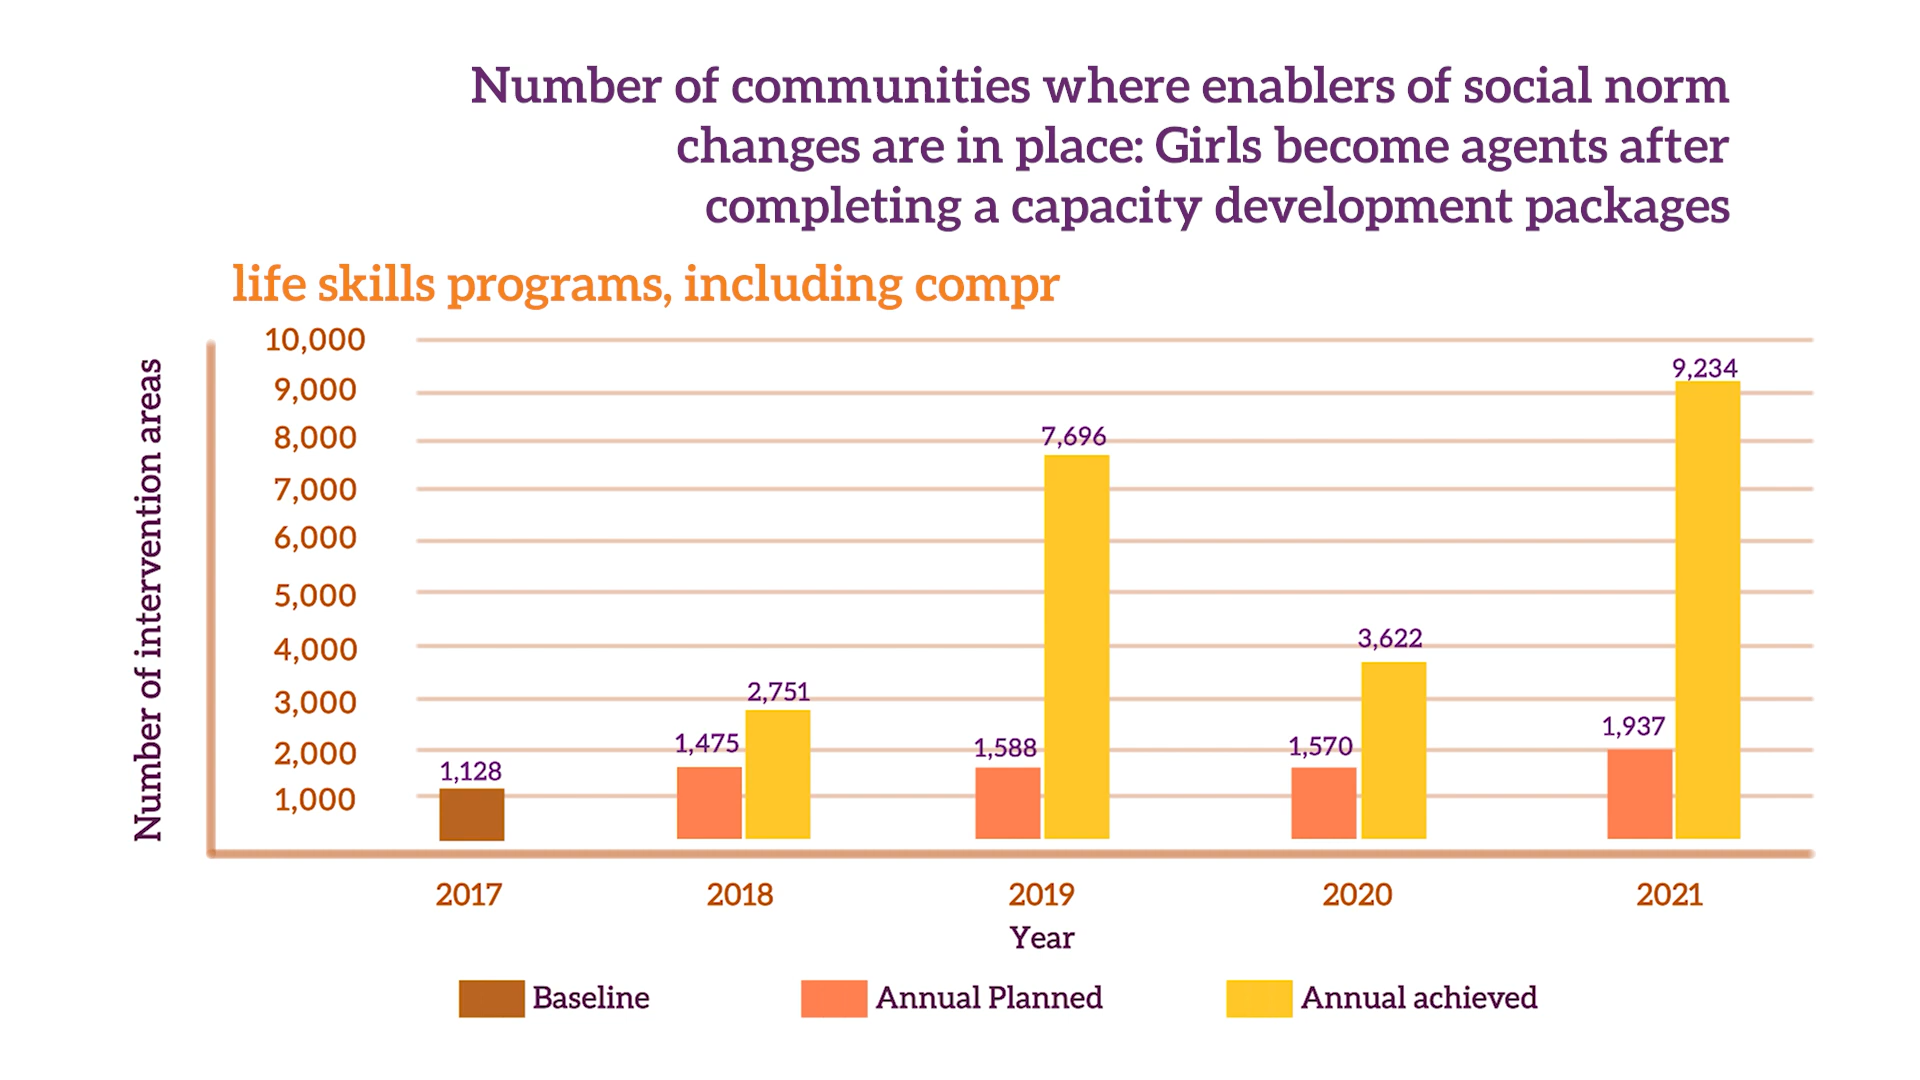 Number of communities where enablers of social norm
changes are in place: Girls become agents after
completing a capacity development packages
life skills programs, including compr
Number of intervention areas
10,000
9,000
8,000
7,000
6,000
5,000
4,000
3,000
2,000
1,000
1,128
1,475
2,751
1,588
7,696
1,570
3,622
1,937
9,234
2017 2018 2019 2020 2021
Year
Baseline Annual Planned Annual achieved